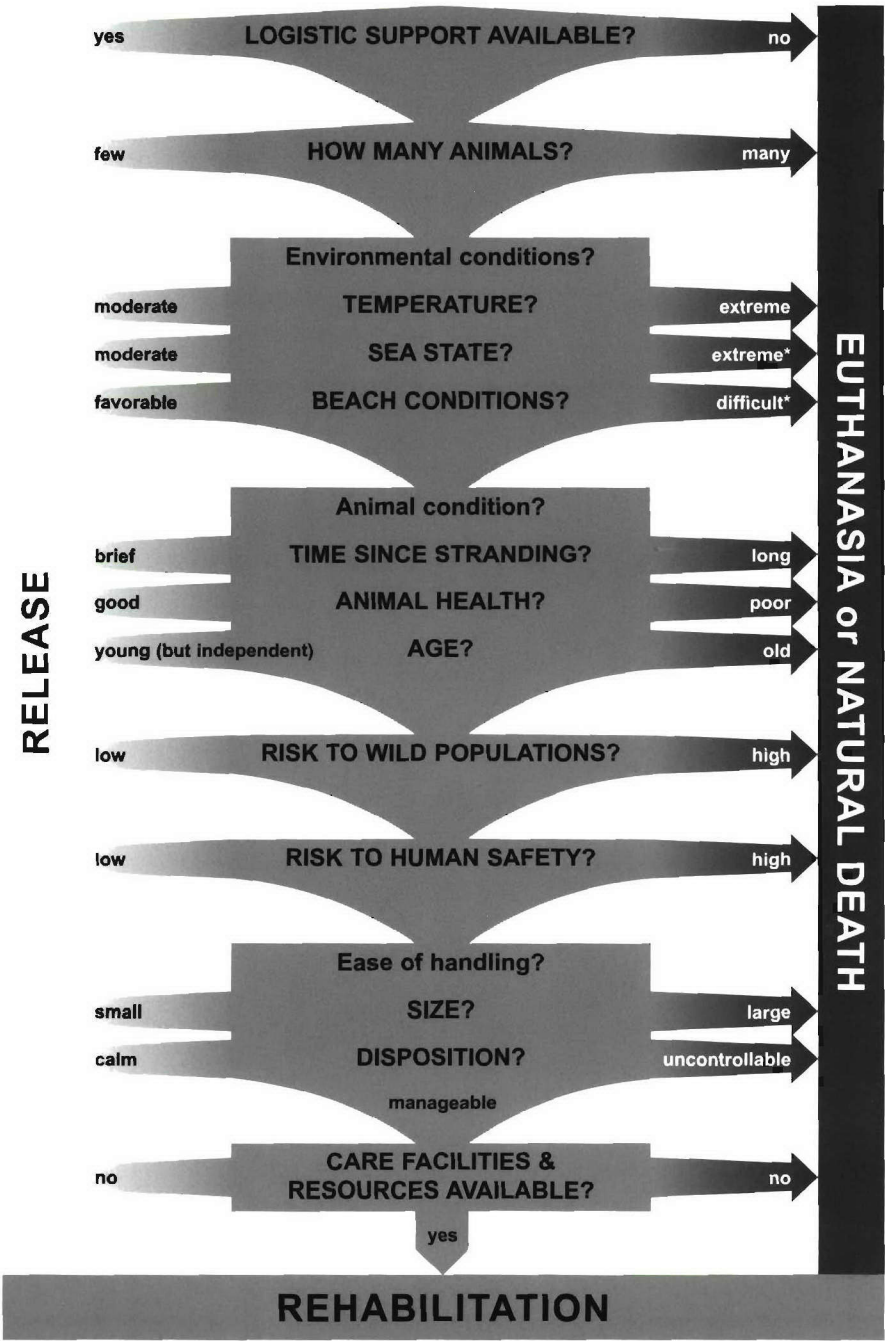 yes LOGISTIC SUPPORT AVAILABLE? no
few HOW MANY ANIMALS? many
Environmental conditions?
moderate TEMPERATURE? extreme
moderate SEA STATE? extreme*
favorable BEACH CONDITIONS? difficult*
Animal condition?
brief TIME SINCE STRANDING? long
good ANIMAL HEALTH? poor
young (but independent) AGE? old
low RISK TO WILD POPULATIONS? high
low RISK TO HUMAN SAFETY? high
Ease of handling?
small SIZE? large
calm DISPOSITION? uncontrollable
manageable
CARE FACILITIES &
no RESOURCES AVAILABLE? no
yes
RELEASE
EUTHANASIA or NATURAL DEATH
REHABILITATION